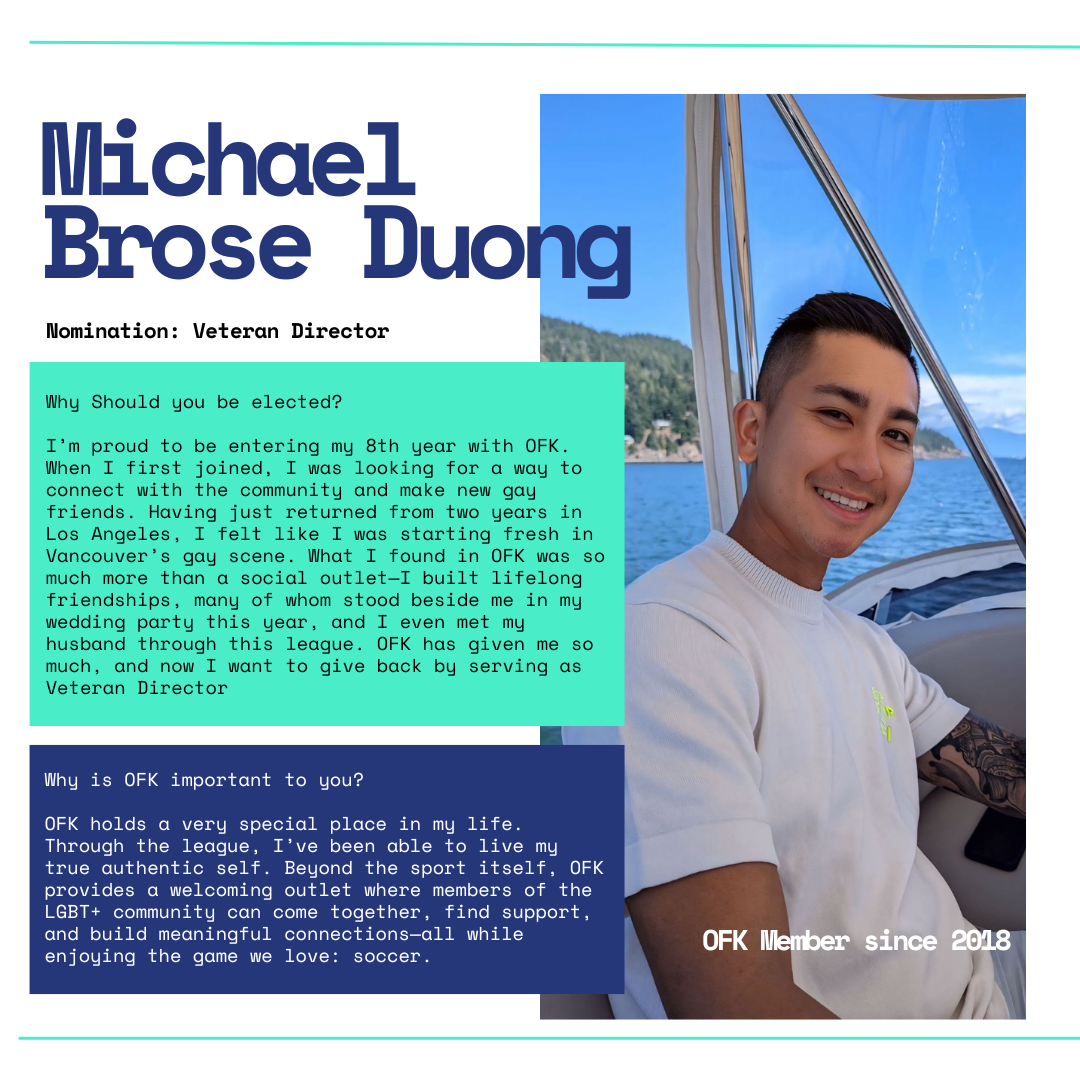 Michael
Brose Duong
Nomination: Veteran Director
Why Should you be elected?
I'm proud to be entering my 8th year with OFK.
When I first joined, I was looking for a way to
connect with the community and make new gay
friends. Having just returned from two years in
Los Angeles, I felt like I was starting fresh in
Vancouver's gay scene. What I found in OFK was so
much more than a social outlet—I built lifelong
friendships, many of whom stood beside me in my
wedding party this year, and I even met my
husband through this league. OFK has given me so
much, and now I want to give back by serving as
Veteran Director
Why is OFK important to you?
OFK holds a very special place in my life.
Through the league, I've been able to live my
true authentic self. Beyond the sport itself, OFK
provides a welcoming outlet where members of the
LGBT+ community can come together, find support,
and build meaningful connections—all while
enjoying the game we love: soccer.
OFK Member since 2018